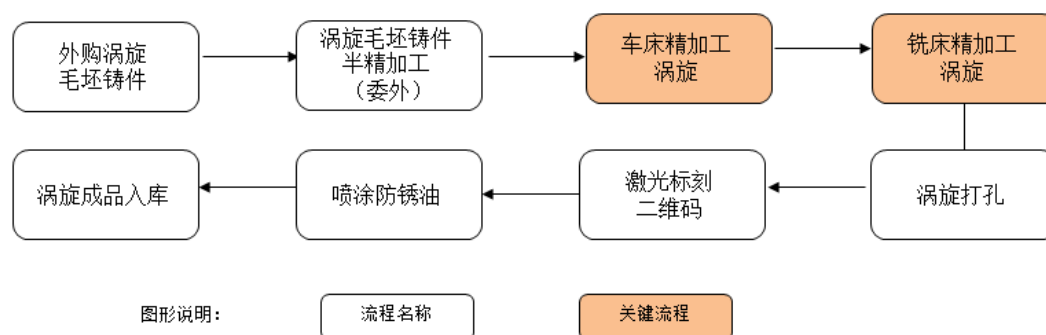 外购涡旋
毛坯铸件
涡旋毛坯铸件
半精加工
（委外）
车床精加工
涡旋
铣床精加工
涡旋
涡旋成品入库
喷涂防锈油
激光标刻
二维码
涡旋打孔
图形说明：
流程名称
关键流程